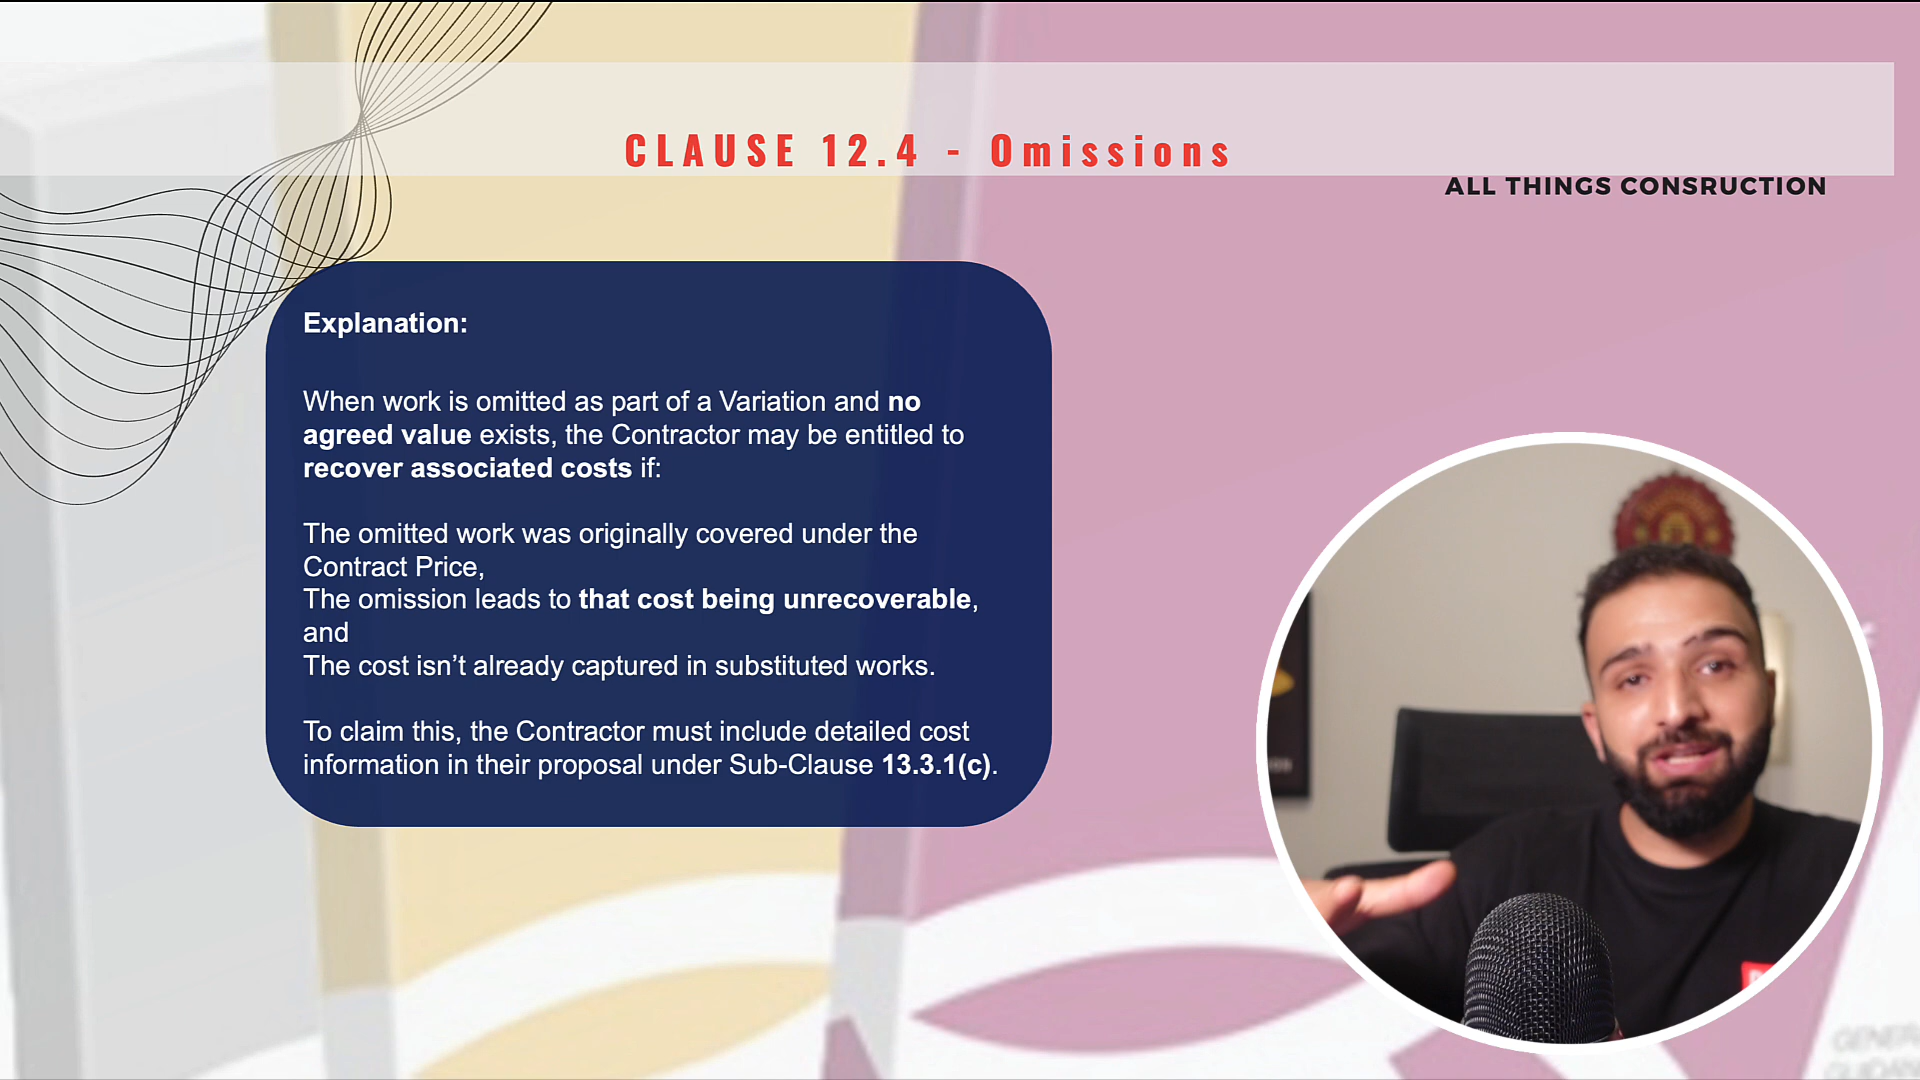 CLAUSE 12.4 - Omissions
ALL THINGS CONSRUCTION
Explanation:
When work is omitted as part of a Variation and no
agreed value exists, the Contractor may be entitled to
recover associated costs if:
The omitted work was originally covered under the
Contract Price,
The omission leads to that cost being unrecoverable,
and
The cost isn't already captured in substituted works.
To claim this, the Contractor must include detailed cost
information in their proposal under Sub-Clause 13.3.1(c).